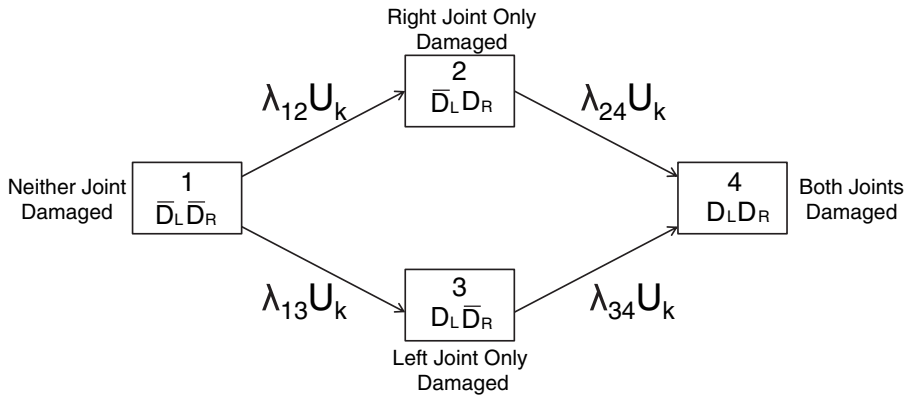 Right Joint Only
Damaged
2
D̅L DR
λ12Uk
λ24Uk
Neither Joint
Damaged
1
D̅L D̅R
4
DL DR
Both Joints
Damaged
λ13Uk
λ34Uk
3
DL D̅R
Left Joint Only
Damaged